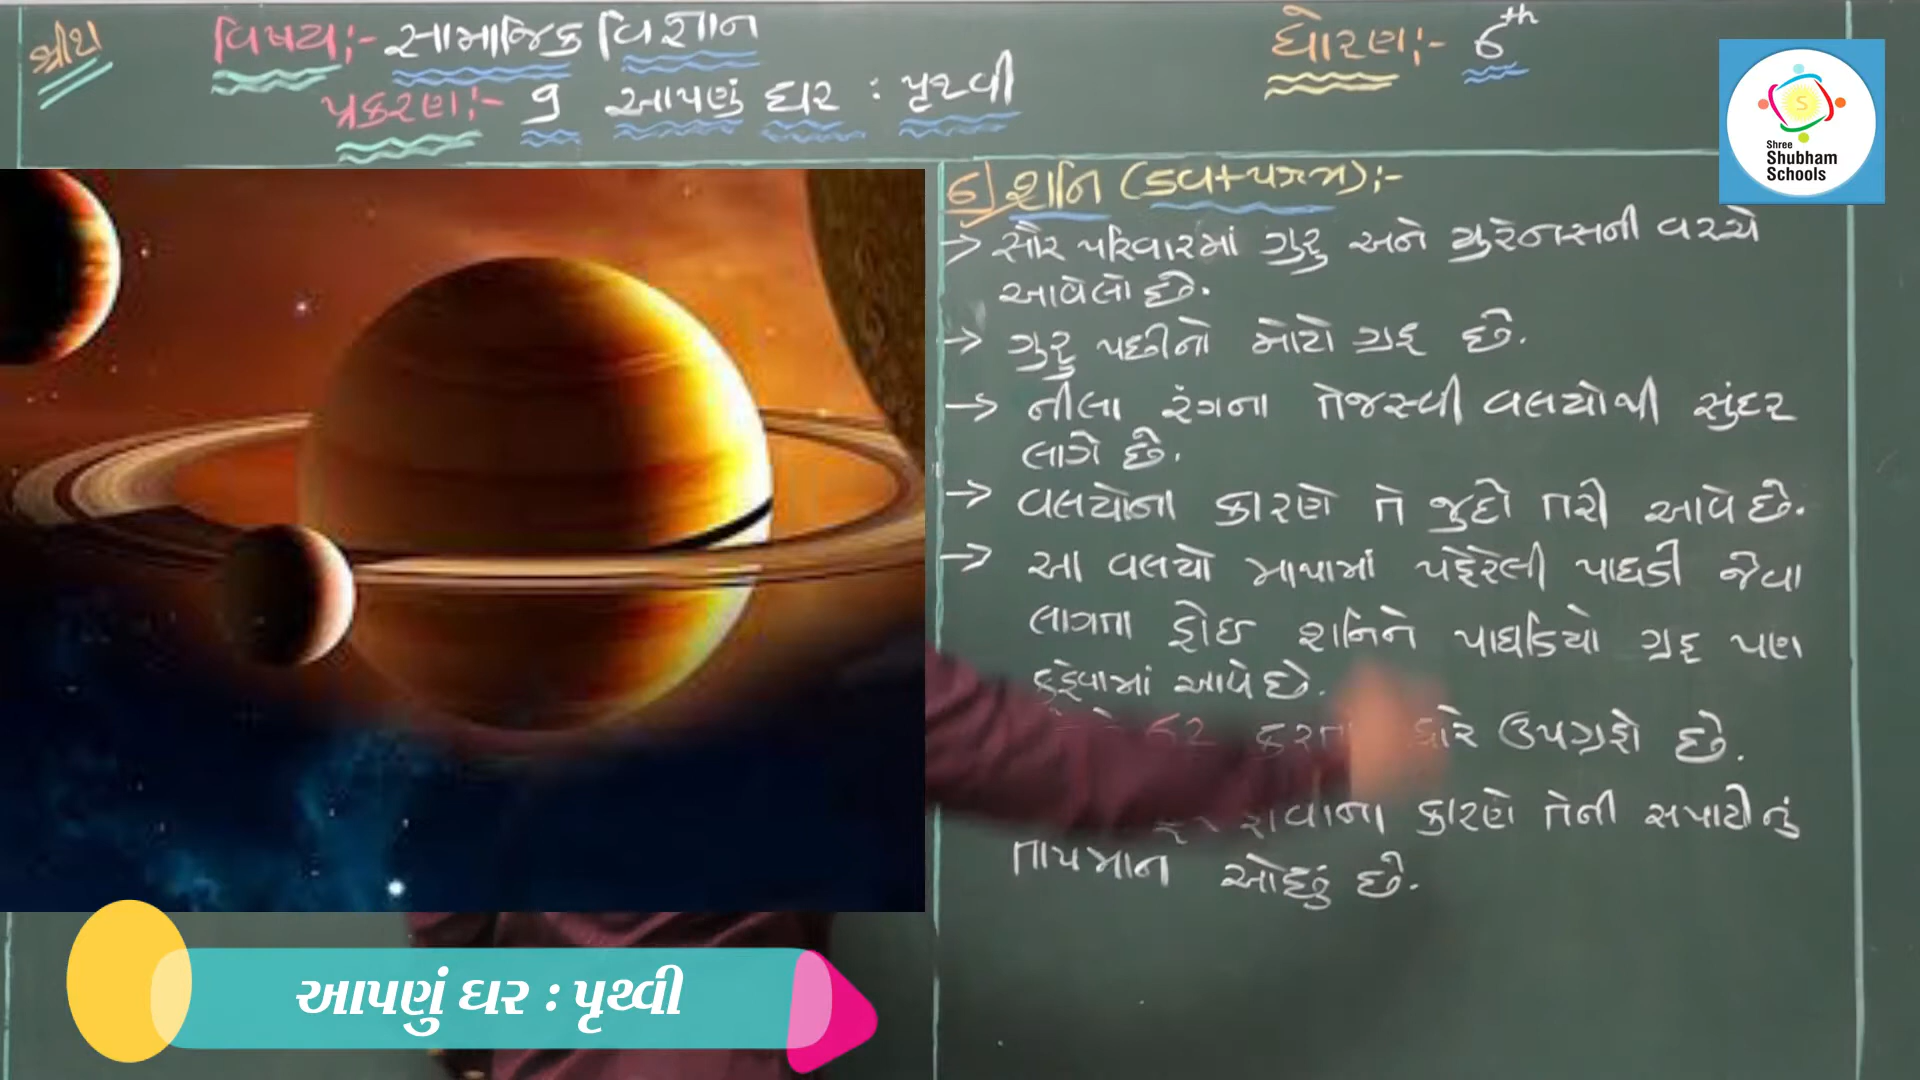 શ્રીશ
વિષય:- સામાજિક વિજ્ઞાન
ધોરણ:- 6th
પ્રકરણ:- 9 આપણું ઘર : પૃથ્વી
Shree
Shubham
Schools
6) શનિ
→ સૌર પરિવારમાં ગુરુ અને યુરેનસની વચ્ચે
આવેલો છે.
→ ગુરુ પછીનો મોટો ગ્રહ છે.
→ નીલા રંગના તેજસ્વી વલયોથી સુંદર
લાગે છે.
→ વલયોના કારણે તે જુદો તરી આવે છે.
→ આ વલયો માથામાં પહેરેલી પાઘડી જેવા
લાગતા હોઈ શનિને પાઘડિયો ગ્રહ પણ
કહેવામાં આવે છે.
62 ઉપગ્રહો છે.
કારણે તેની સપાટીનું
તાપમાન ઓછું છે.
આપણું ઘર : પૃથ્વી